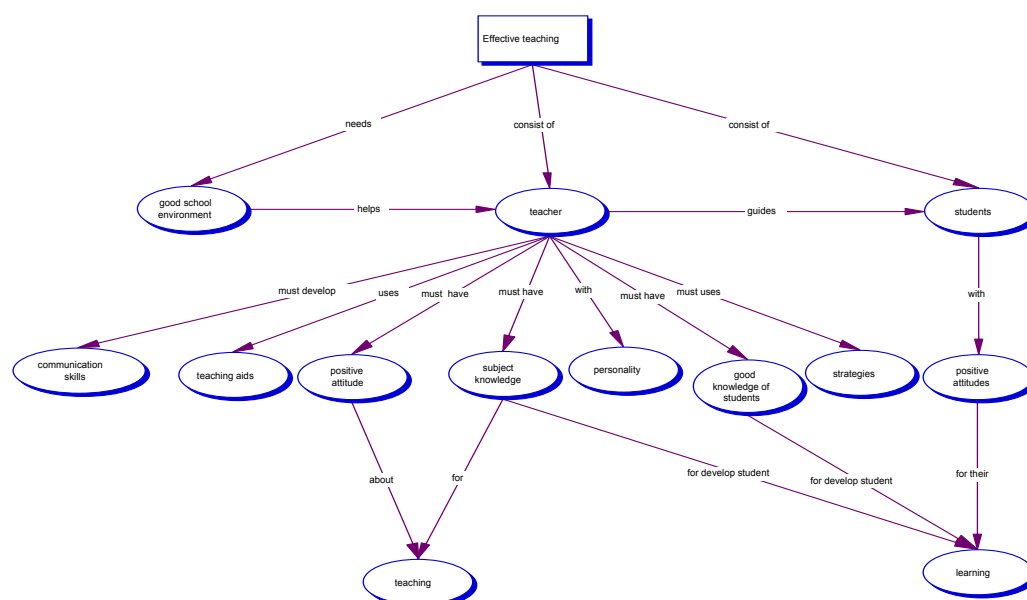 Effective teaching
needs
consist of
consist of
good school
environment
helps
teacher
guides
students
must develop
uses
must have
must have
with
must have
must uses
with
communication
skills
teaching aids
positive
attitude
subject
knowledge
personality
good
knowledge of
students
strategies
positive
attitudes
about
for
for develop student
for develop student
for their
teaching
learning